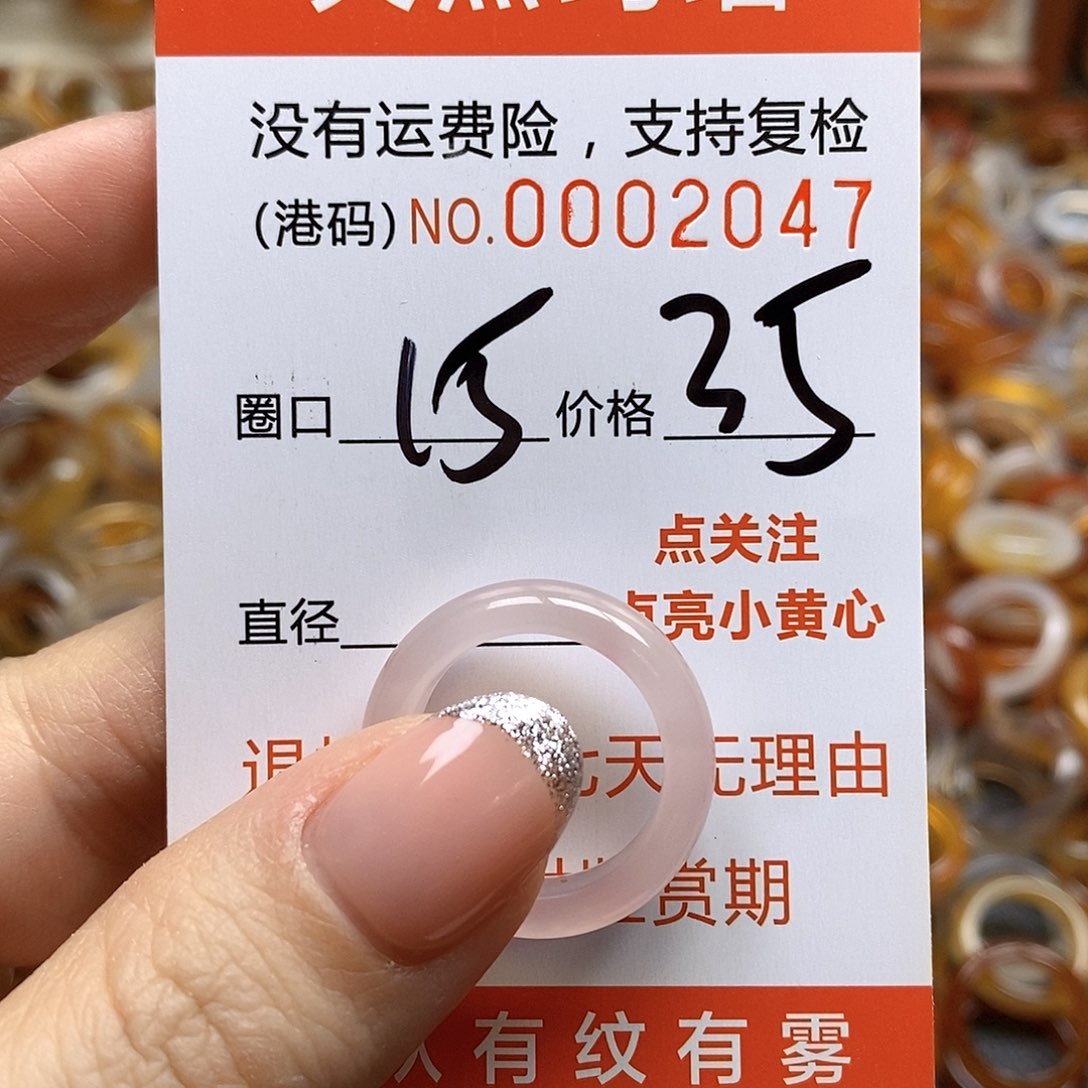 没有运费险，支持复检
(港码) NO.0002047
圈口 15 价格 35
点关注
直径
点亮小黄心
退 七天无理由
赏期
有纹有雾